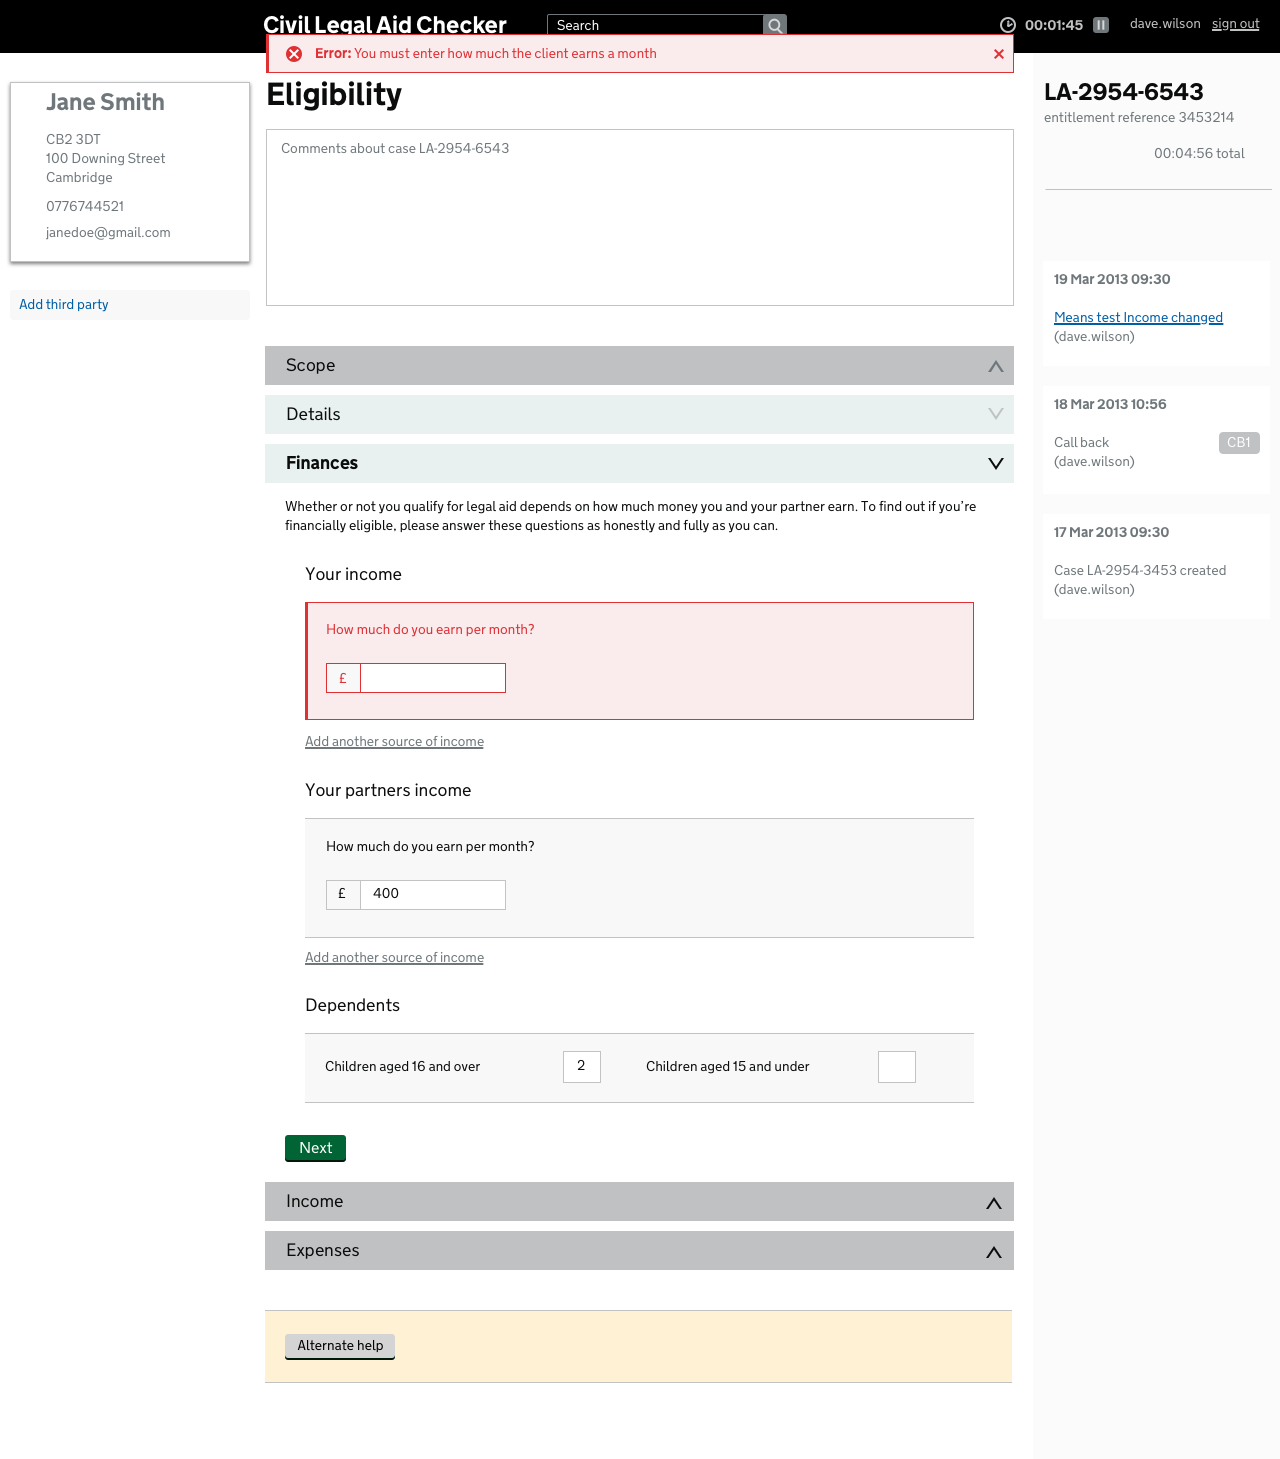 Civil Legal Aid Checker
Search
00:01:45
dave.wilson sign out
Error: You must enter how much the client earns a month
Jane Smith
CB2 3DT
100 Downing Street
Cambridge
0776744521
janedoe@gmail.com
Add third party
Eligibility
Comments about case LA-2954-6543
Scope
Details
Finances
Whether or not you qualify for legal aid depends on how much money you and your partner earn. To find out if you're
financially eligible, please answer these questions as honestly and fully as you can.
Your income
How much do you earn per month?
£
Add another source of income
Your partners income
How much do you earn per month?
£ 400
Add another source of income
Dependents
Children aged 16 and over 2 Children aged 15 and under
Next
Income
Expenses
Alternate help
LA-2954-6543
entitlement reference 3453214
00:04:56 total
19 Mar 2013 09:30
Means test Income changed
(dave.wilson)
18 Mar 2013 10:56
Call back CB1
(dave.wilson)
17 Mar 2013 09:30
Case LA-2954-3453 created
(dave.wilson)